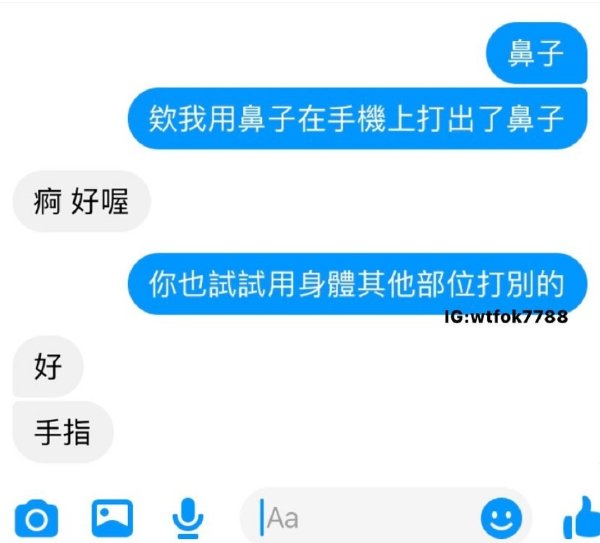 鼻子
欸我用鼻子在手機上打出了鼻子
痾 好喔
你也試試用身體其他部位打別的
IG:wtfok7788
好
手指
Aa